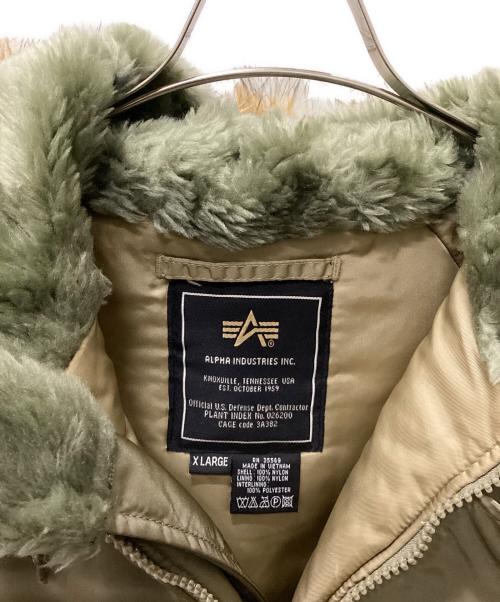 ALPHA INDUSTRIES INC.
KNOXVILLE, TENNESSEE USA
EST. OCTOBER 1959
Official U.S. Defense Dept. Contractor
PLANT INDEX No. 026200
CAGE code 3A382
X LARGE
RN 35569
MADE IN VIETNAM
SHELL: 100% NYLON
LINING: 100% NYLON
INTERLINING:
100% POLYESTER